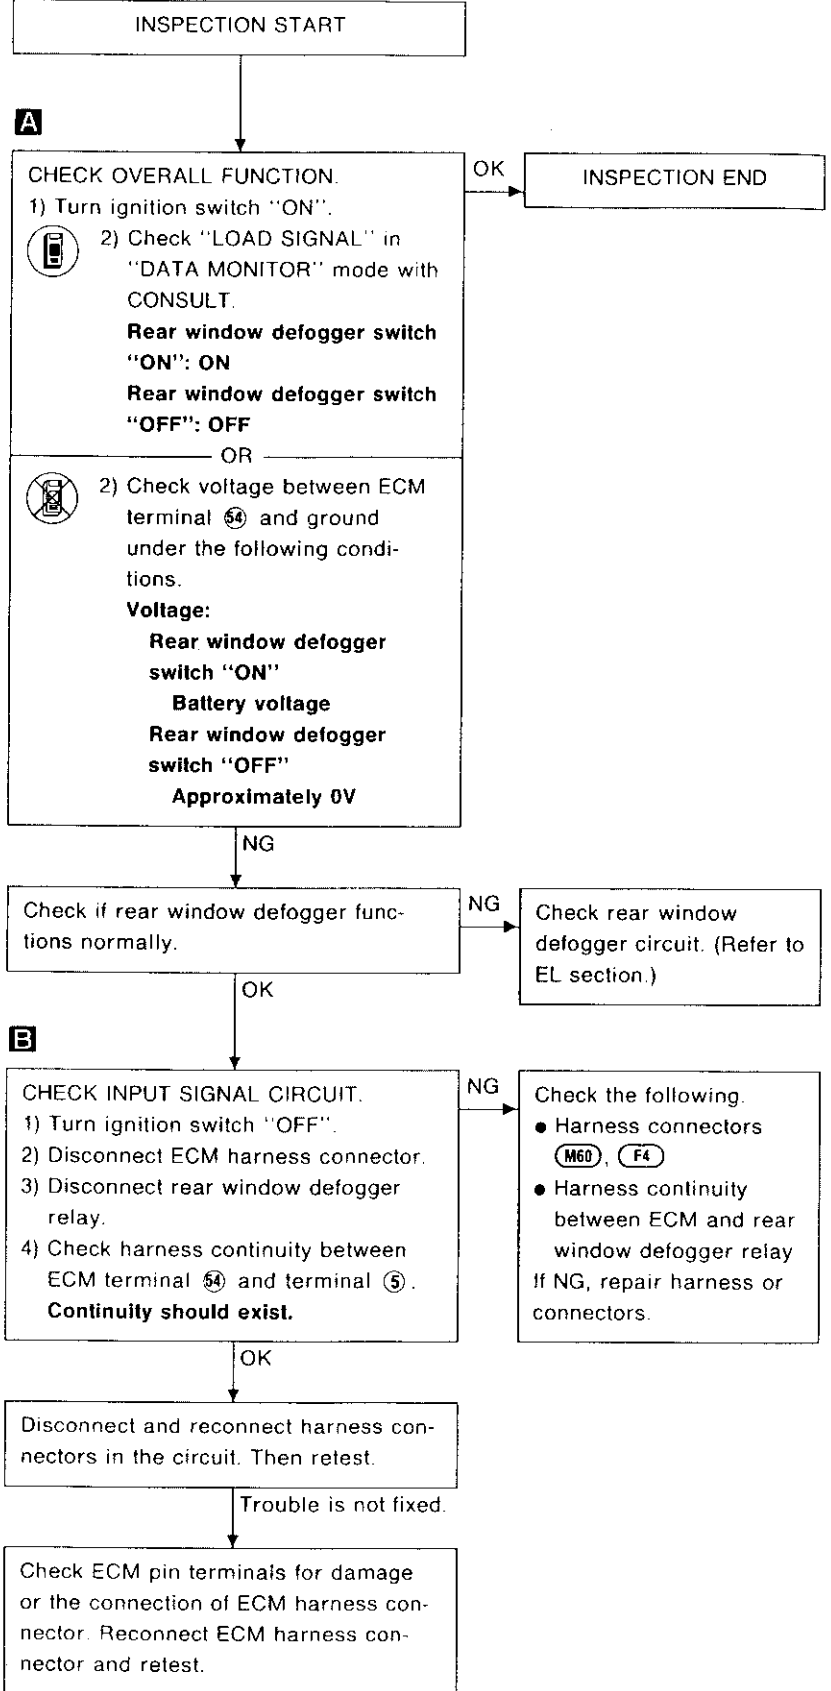 INSPECTION START
A
CHECK OVERALL FUNCTION.
1) Turn ignition switch "ON".
2) Check "LOAD SIGNAL" in
"DATA MONITOR" mode with
CONSULT.
Rear window defogger switch
"ON": ON
Rear window defogger switch
"OFF": OFF
OR
2) Check voltage between ECM
terminal 54 and ground
under the following condi-
tions.
Voltage:
Rear window defogger
switch "ON"
Battery voltage
Rear window defogger
switch "OFF"
Approximately 0V
OK
INSPECTION END
NG
Check if rear window defogger func-
tions normally.
NG
Check rear window
defogger circuit. (Refer to
EL section.)
OK
B
CHECK INPUT SIGNAL CIRCUIT.
1) Turn ignition switch "OFF".
2) Disconnect ECM harness connector.
3) Disconnect rear window defogger
relay.
4) Check harness continuity between
ECM terminal 54 and terminal 5.
Continuity should exist.
NG
Check the following.
● Harness connectors
M60, F4
● Harness continuity
between ECM and rear
window defogger relay
If NG, repair harness or
connectors.
OK
Disconnect and reconnect harness con-
nectors in the circuit. Then retest.
Trouble is not fixed.
Check ECM pin terminals for damage
or the connection of ECM harness con-
nector. Reconnect ECM harness con-
nector and retest.